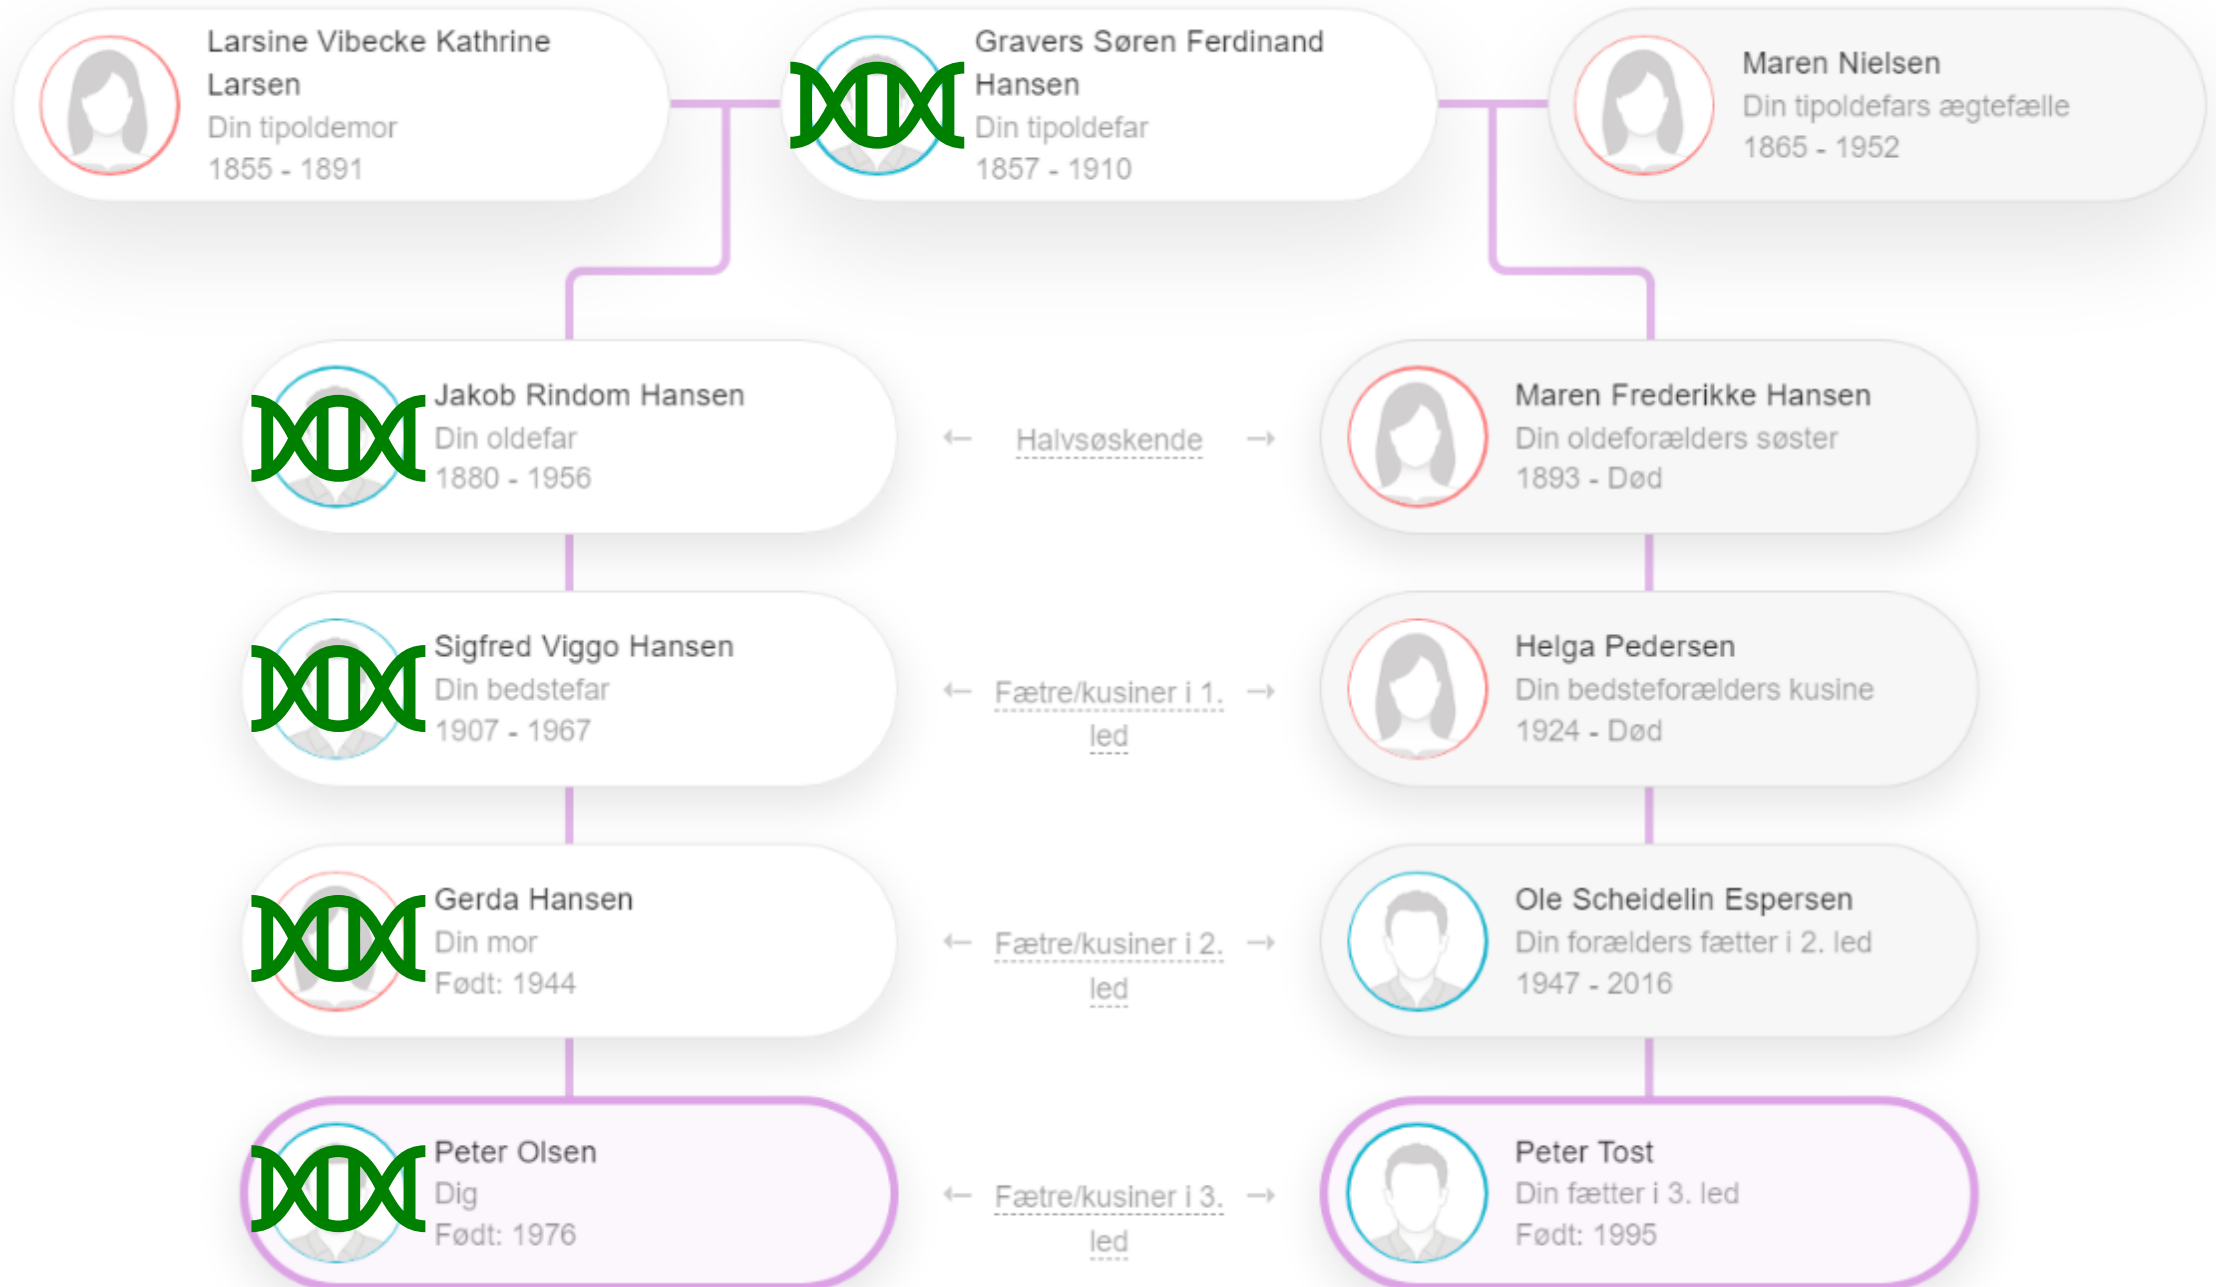 Larsine Vibecke Kathrine
Larsen
Din tipoldemor
1855 - 1891
Gravers Søren Ferdinand
Hansen
Din tipoldefar
1857 - 1910
Maren Nielsen
Din tipoldefars ægtefælle
1865 - 1952
Jakob Rindom Hansen
Din oldefar
1880 - 1956
Halvsøskende
Maren Frederikke Hansen
Din oldeforælders søster
1893 - Død
Sigfred Viggo Hansen
Din bedstefar
1907 - 1967
Fætre/kusiner i 1.
led
Helga Pedersen
Din bedsteforælders kusine
1924 - Død
Gerda Hansen
Din mor
Født: 1944
Fætre/kusiner i 2.
led
Ole Scheidelin Espersen
Din forælders fætter i 2. led
1947 - 2016
Peter Olsen
Dig
Født: 1976
Fætre/kusiner i 3.
led
Peter Tost
Din fætter i 3. led
Født: 1995